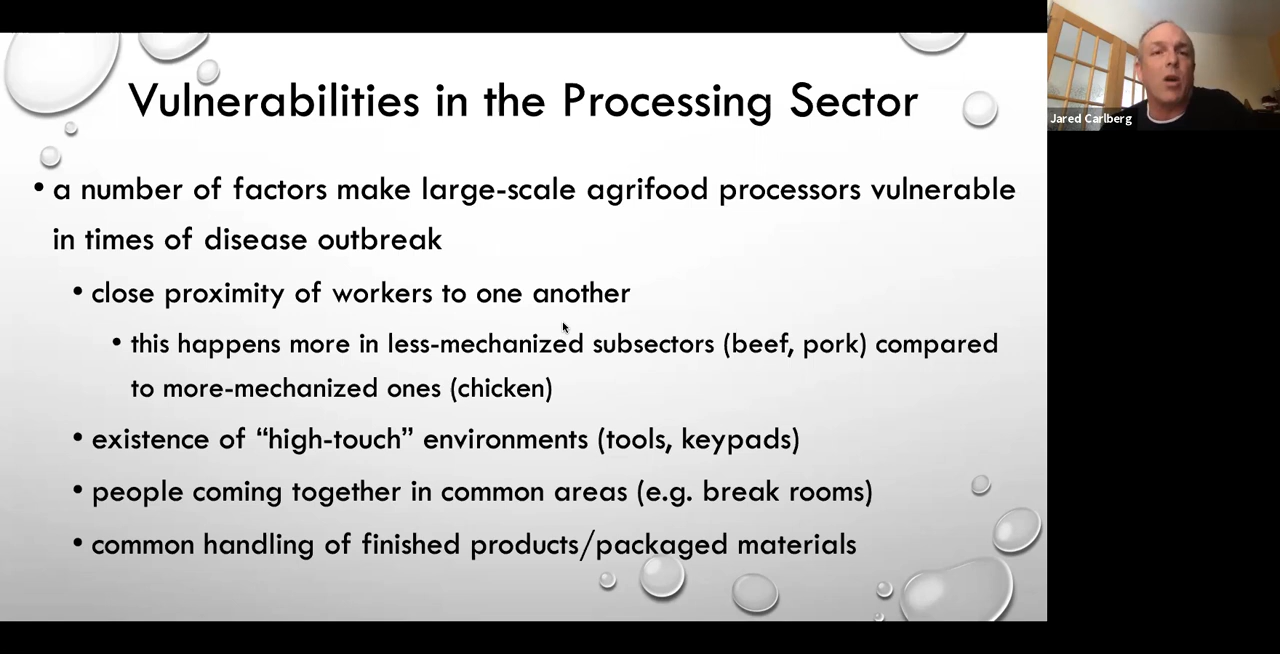 Vulnerabilities in the Processing Sector
Jared Carlberg
• a number of factors make large-scale agrifood processors vulnerable
in times of disease outbreak
• close proximity of workers to one another
• this happens more in less-mechanized subsectors (beef, pork) compared
to more-mechanized ones (chicken)
• existence of “high-touch” environments (tools, keypads)
• people coming together in common areas (e.g. break rooms)
• common handling of finished products/packaged materials